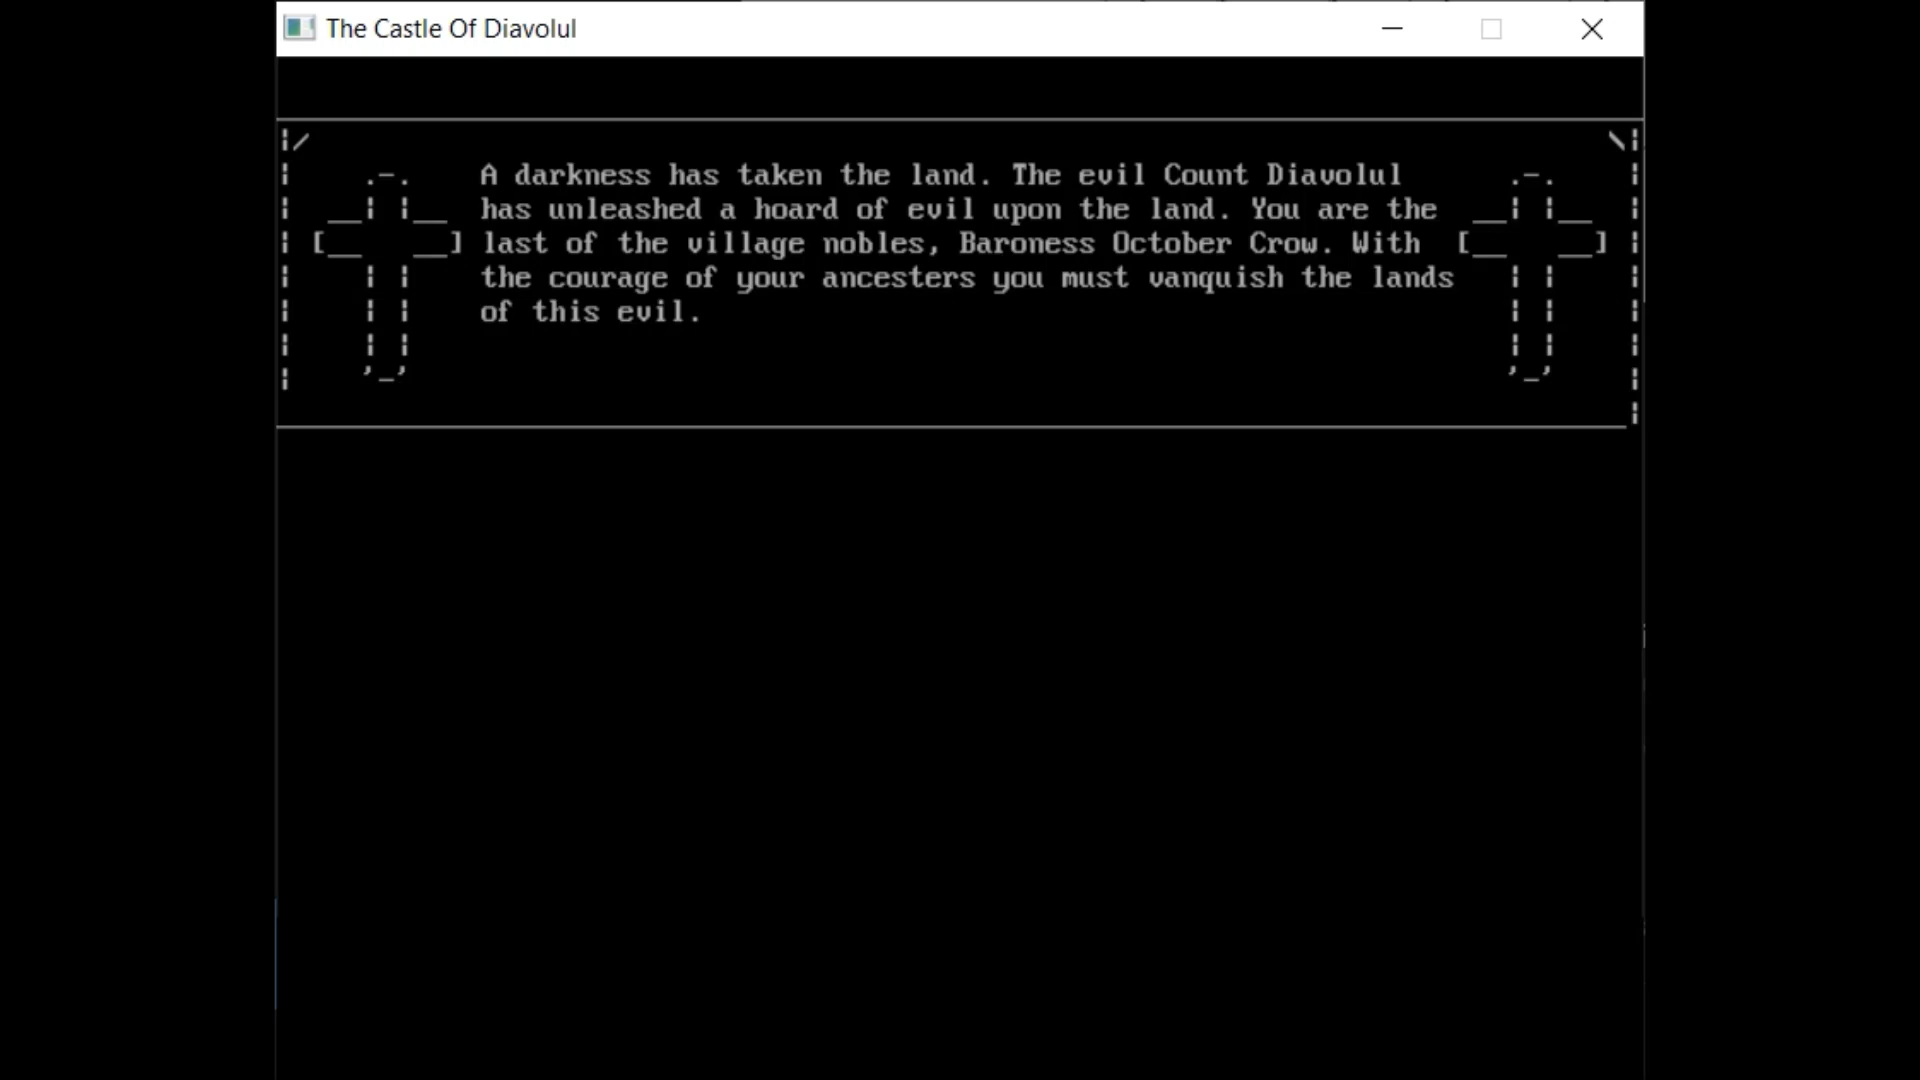 The Castle Of Diavolul
A darkness has taken the land. The evil Count Diavolul
has unleashed a hoard of evil upon the land. You are the
last of the village nobles, Baroness October Crow. With
the courage of your ancesters you must vanquish the lands
of this evil.